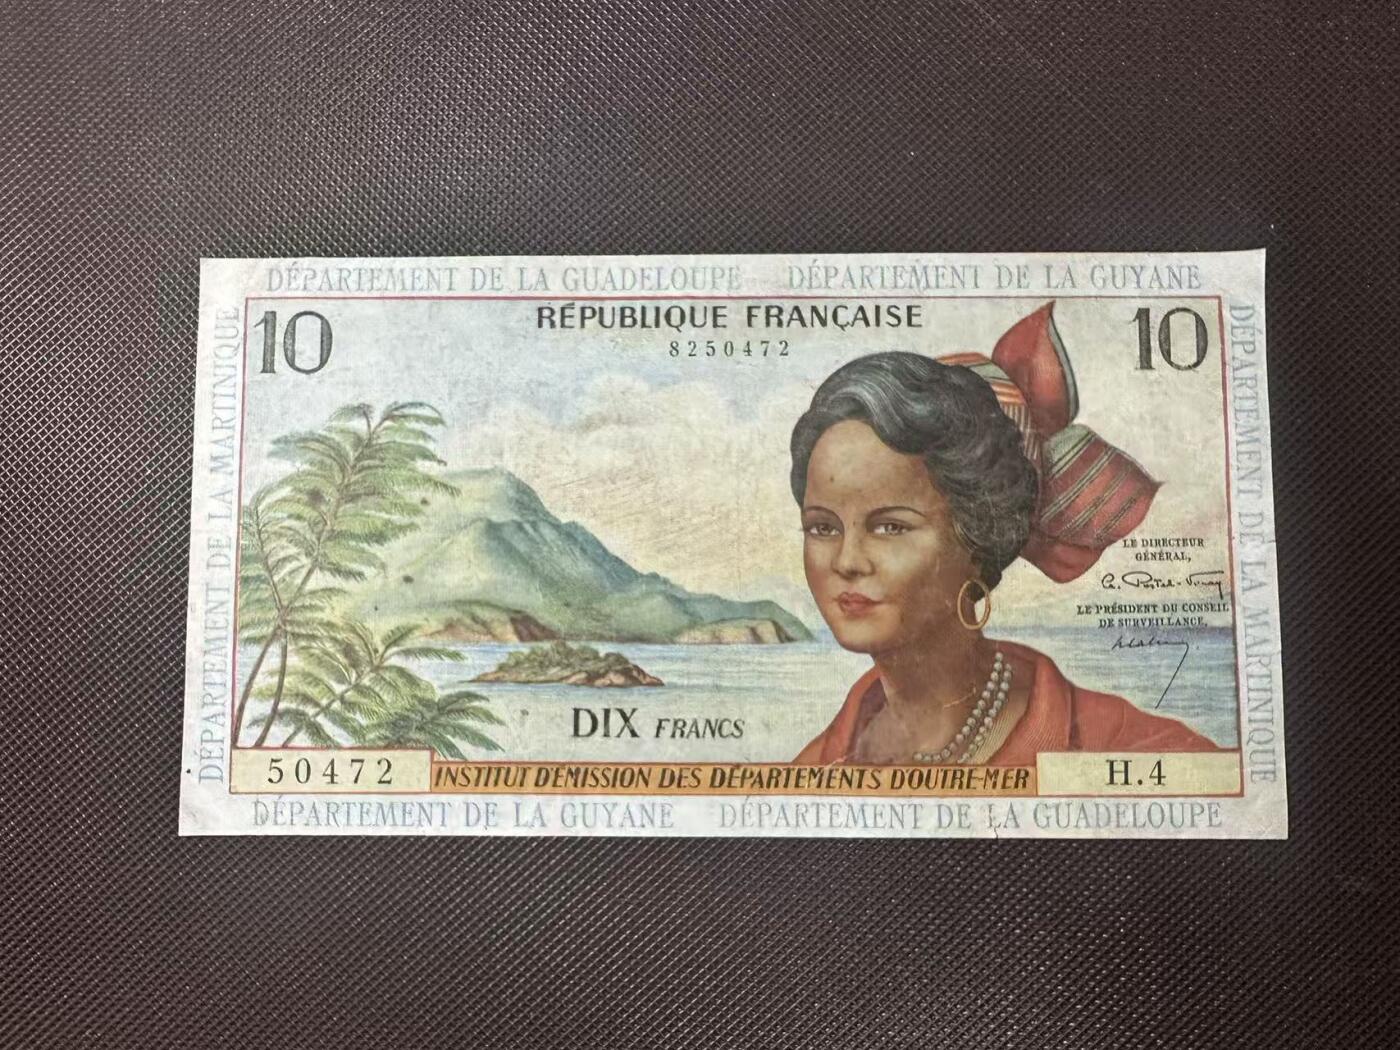 DÉPARTEMENT DE LA GUADELOUPE DÉPARTEMENT DE LA GUYANE
DÉPARTEMENT DE LA MARTINIQUE
10
RÉPUBLIQUE FRANÇAISE
8250472
10
DÉPARTEMENT DE LA MARTINIQUE
LE DIRECTEUR
GÉNÉRAL,
LE PRÉSIDENT DU CONSEIL
DE SURVEILLANCE,
DIX FRANCS
50472
INSTITUT D'ÉMISSION DES DÉPARTEMENTS D'OUTRE-MER
H.4
DÉPARTEMENT DE LA GUYANE DÉPARTEMENT DE LA GUADELOUPE